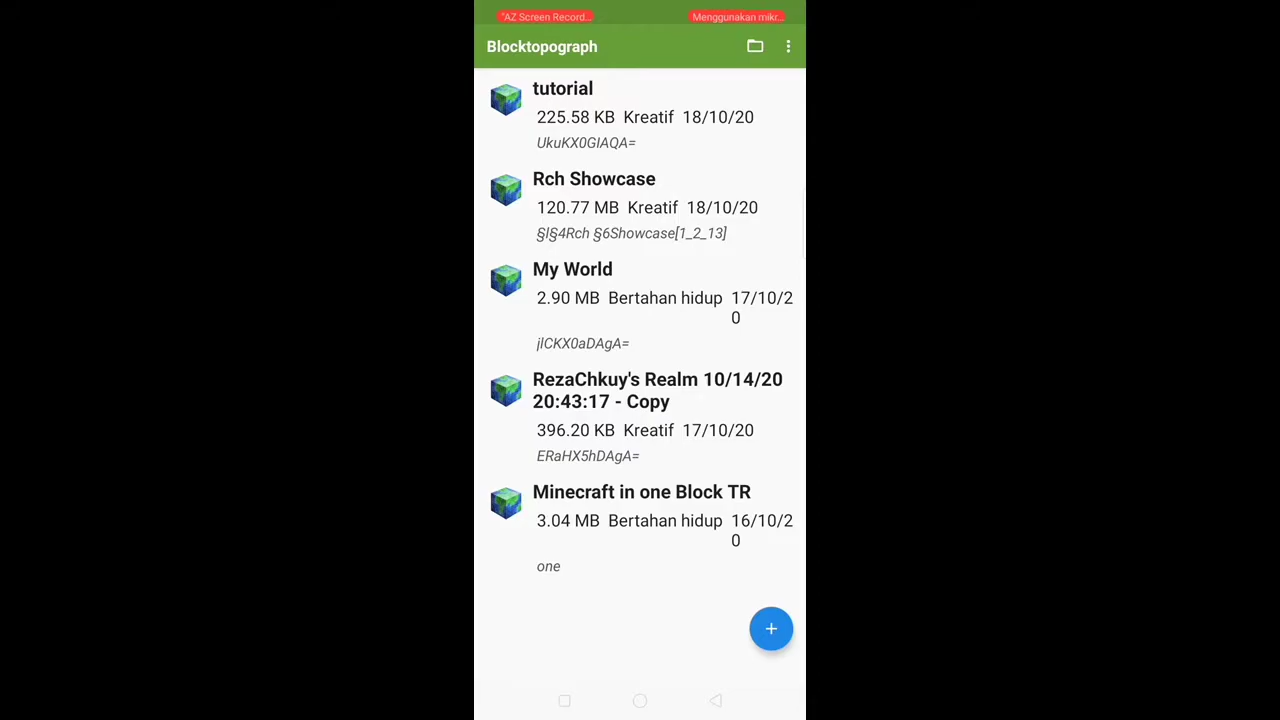 "AZ Screen Record... Menggunakan mikr...
Blocktopograph
tutorial
225.58 KB Kreatif 18/10/20
UkuKX0GIAQA=
Rch Showcase
120.77 MB Kreatif 18/10/20
§l§4Rch §6Showcase[1_2_13]
My World
2.90 MB Bertahan hidup 17/10/2
0
jlCKX0aDAgA=
RezaChkuy's Realm 10/14/20
20:43:17 - Copy
396.20 KB Kreatif 17/10/20
ERaHX5hDAgA=
Minecraft in one Block TR
3.04 MB Bertahan hidup 16/10/2
0
one